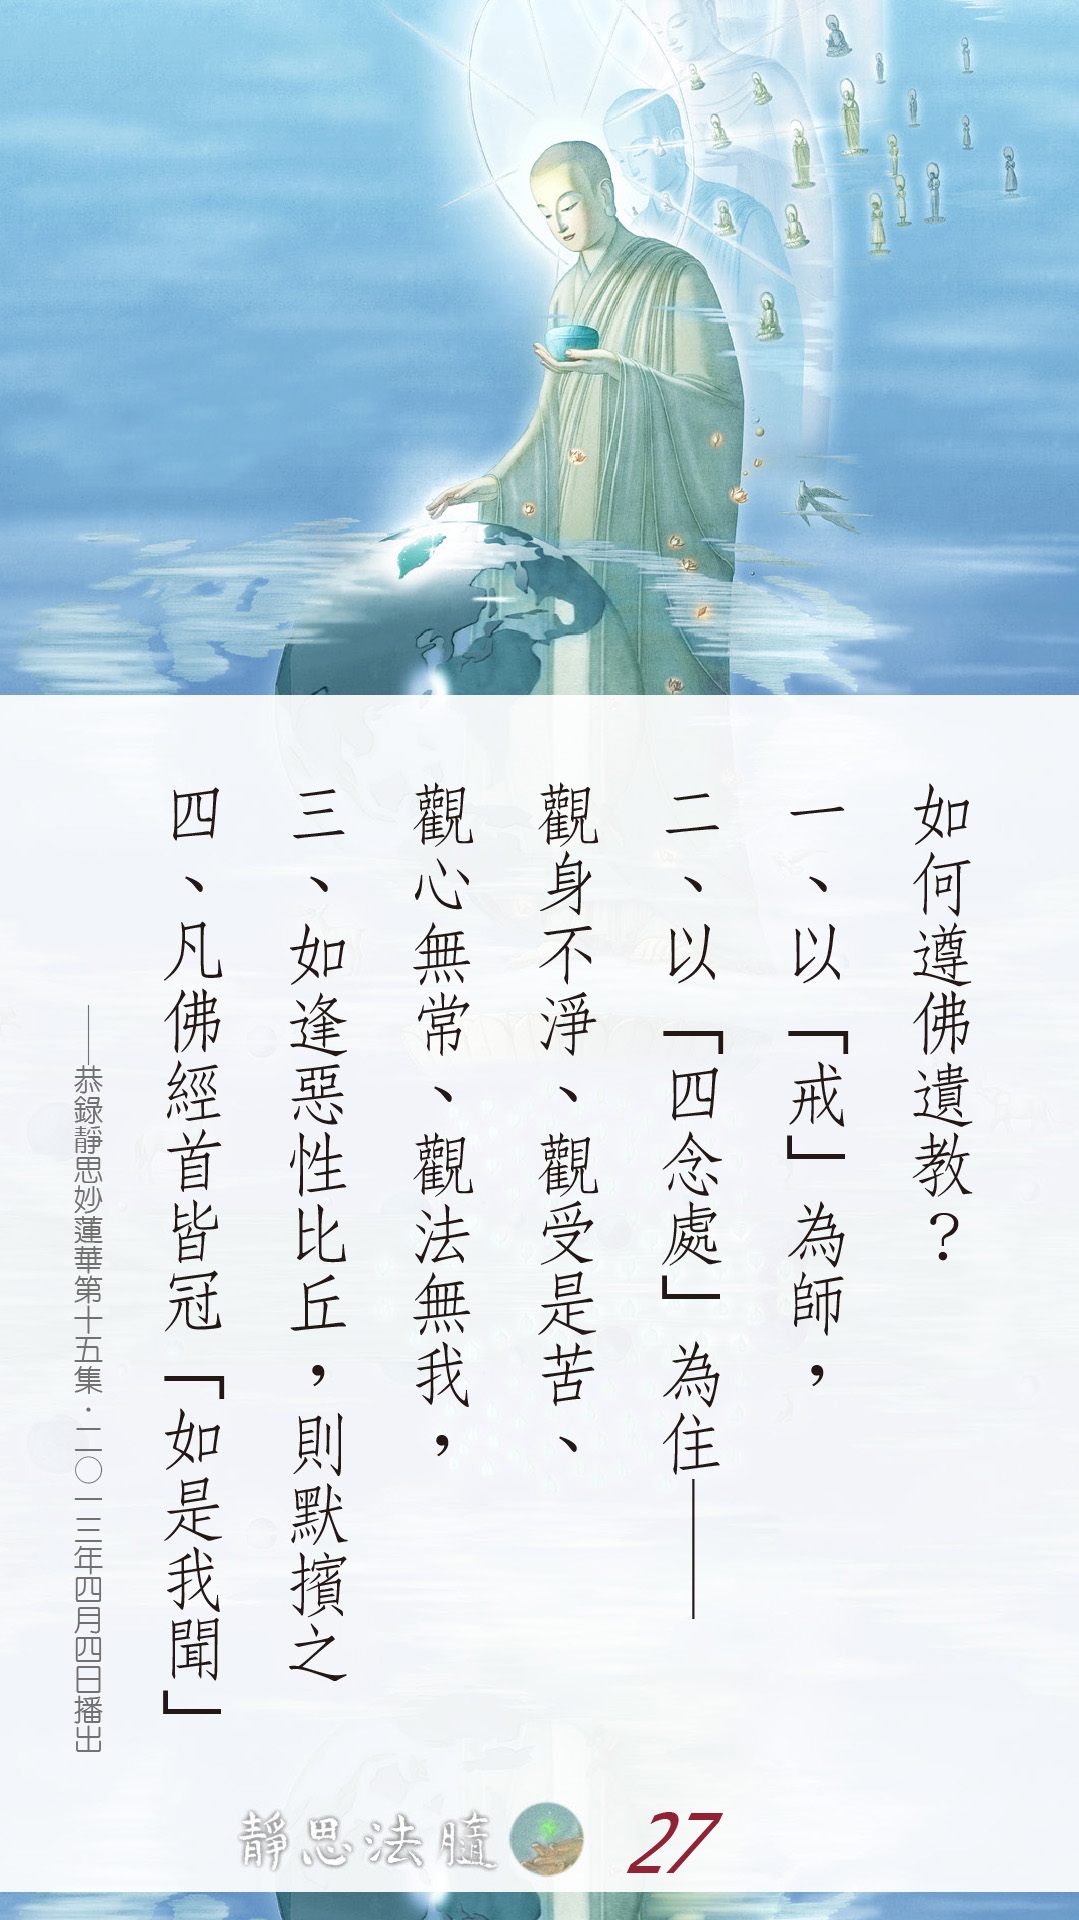 如何遵佛遺教？
一、以「戒」為師，
二、以「四念處」為住——
觀身不淨、觀受是苦、
觀心無常、觀法無我，
三、如逢惡性比丘，則默擯之
四、凡佛經首皆冠「如是我聞」
——恭錄靜思妙蓮華第十五集．二〇一三年四月四日播出
靜思法髓
27